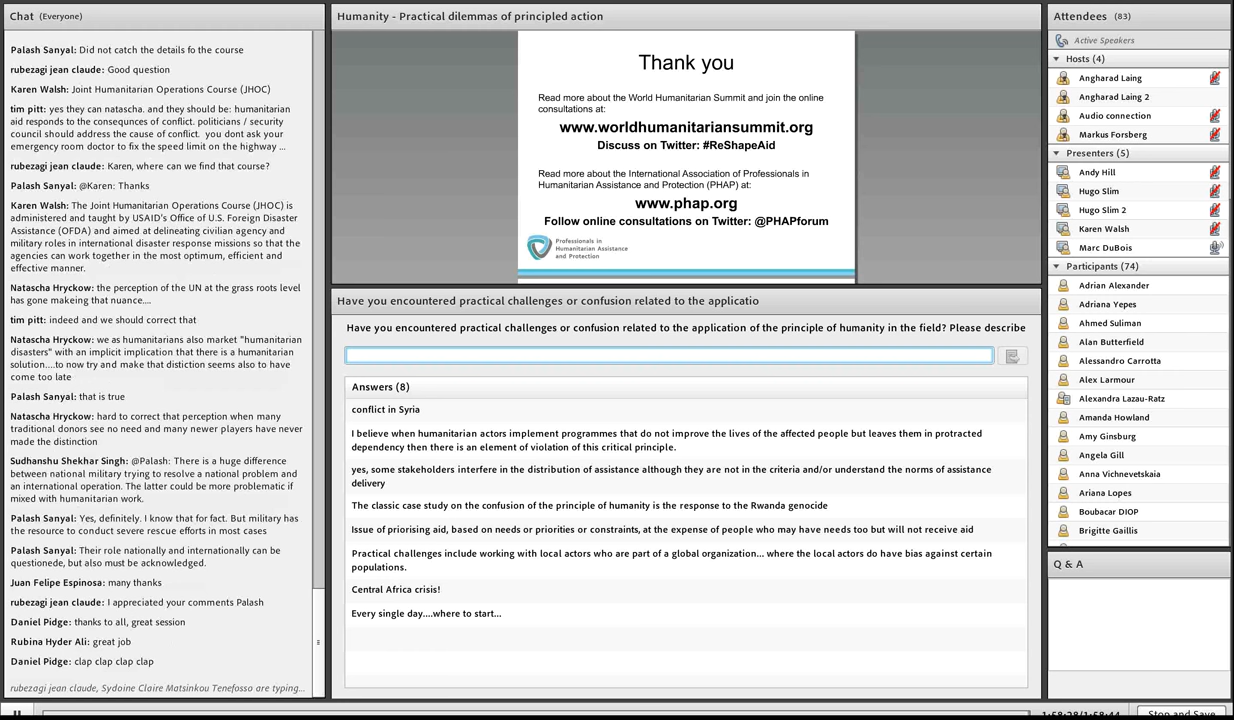 Chat (Everyone)
Palash Sanyal: Did not catch the details fo the course
rubezagi jean claude: Good question
Karen Walsh: Joint Humanitarian Operations Course (JHOC)
tim pitt: yes they can natascha. and they should be: humanitarian
aid responds to the consequnces of conflict. politicians / security
council should address the cause of conflict. you dont ask your
emergency room doctor to fix the speed limit on the highway ...
rubezagi jean claude: Karen, where can we find that course?
Palash Sanyal: @Karen: Thanks
Karen Walsh: The Joint Humanitarian Operations Course (JHOC) is
administered and taught by USAID's Office of U.S. Foreign Disaster
Assistance (OFDA) and aimed at delineating civilian agency and
military roles in international disaster response missions so that the
agencies can work together in the most optimum, efficient and
effective manner.
Natascha Hryckow: the perception of the UN at the grass roots level
has gone makeing that nuance....
tim pitt: indeed and we should correct that
Natascha Hryckow: we as humanitarians also market "humanitarian
disasters" with an implicit implication that there is a humanitarian
solution....to now try and make that distiction seems also to have
come too late
Palash Sanyal: that is true
Natascha Hryckow: hard to correct that perception when many
traditional donors see no need and many newer players have never
made the distinction
Sudhanshu Shekhar Singh: @Palash: There is a huge difference
between national military trying to resolve a national problem and
an international operation. The latter could be more problematic if
mixed with humanitarian work.
Palash Sanyal: Yes, definitely. I know that for fact. But military has
the resource to conduct severe rescue efforts in most cases
Palash Sanyal: Their role nationally and internationally can be
questionede, but also must be acknowledged.
Juan Felipe Espinosa: many thanks
rubezagi jean claude: I appreciated your comments Palash
Daniel Pidge: thanks to all, great session
Rubina Hyder Ali: great job
Daniel Pidge: clap clap clap clap
rubezagi jean claude, Sydoine Claire Matsinkou Tenefosso are typing...
Humanity - Practical dilemmas of principled action
Thank you
Read more about the World Humanitarian Summit and join the online
consultations at:
www.worldhumanitariansummit.org
Discuss on Twitter: #ReShapeAid
Read more about the International Association of Professionals in
Humanitarian Assistance and Protection (PHAP) at:
www.phap.org
Follow online consultations on Twitter: @PHAPforum
Professionals in
Humanitarian Assistance
and Protection
Have you encountered practical challenges or confusion related to the applicatio
Have you encountered practical challenges or confusion related to the application of the principle of humanity in the field? Please describe
Answers (8)
conflict in Syria
I believe when humanitarian actors implement programmes that do not improve the lives of the affected people but leaves them in protracted
dependency then there is an element of violation of this critical principle.
yes, some stakeholders interfere in the distribution of assistance although they are not in the criteria and/or understand the norms of assistance
delivery
The classic case study on the confusion of the principle of humanity is the response to the Rwanda genocide
Issue of priorising aid, based on needs or priorities or constraints, at the expense of people who may have needs too but will not receive aid
Practical challenges include working with local actors who are part of a global organization... where the local actors do have bias against certain
populations.
Central Africa crisis!
Every single day....where to start...
Attendees (83)
Active Speakers
Hosts (4)
Angharad Laing
Angharad Laing 2
Audio connection
Markus Forsberg
Presenters (5)
Andy Hill
Hugo Slim
Hugo Slim 2
Karen Walsh
Marc DuBois
Participants (74)
Adrian Alexander
Adriana Yepes
Ahmed Suliman
Alan Butterfield
Alessandro Carrotta
Alex Larmour
Alexandra Lazau-Ratz
Amanda Howland
Amy Ginsburg
Angela Gill
Anna Vichnevetskaia
Ariana Lopes
Boubacar DIOP
Brigitte Gaillis
Q & A
1:58:28/1:58:44
Stop and Save